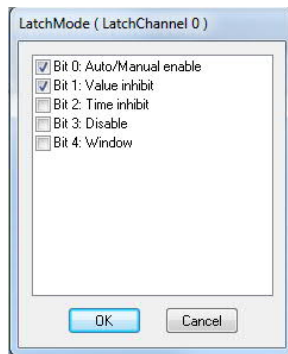 LatchMode ( LatchChannel 0 )
Bit 0: Auto/Manual enable
Bit 1: Value inhibit
Bit 2: Time inhibit
Bit 3: Disable
Bit 4: Window
OK
Cancel